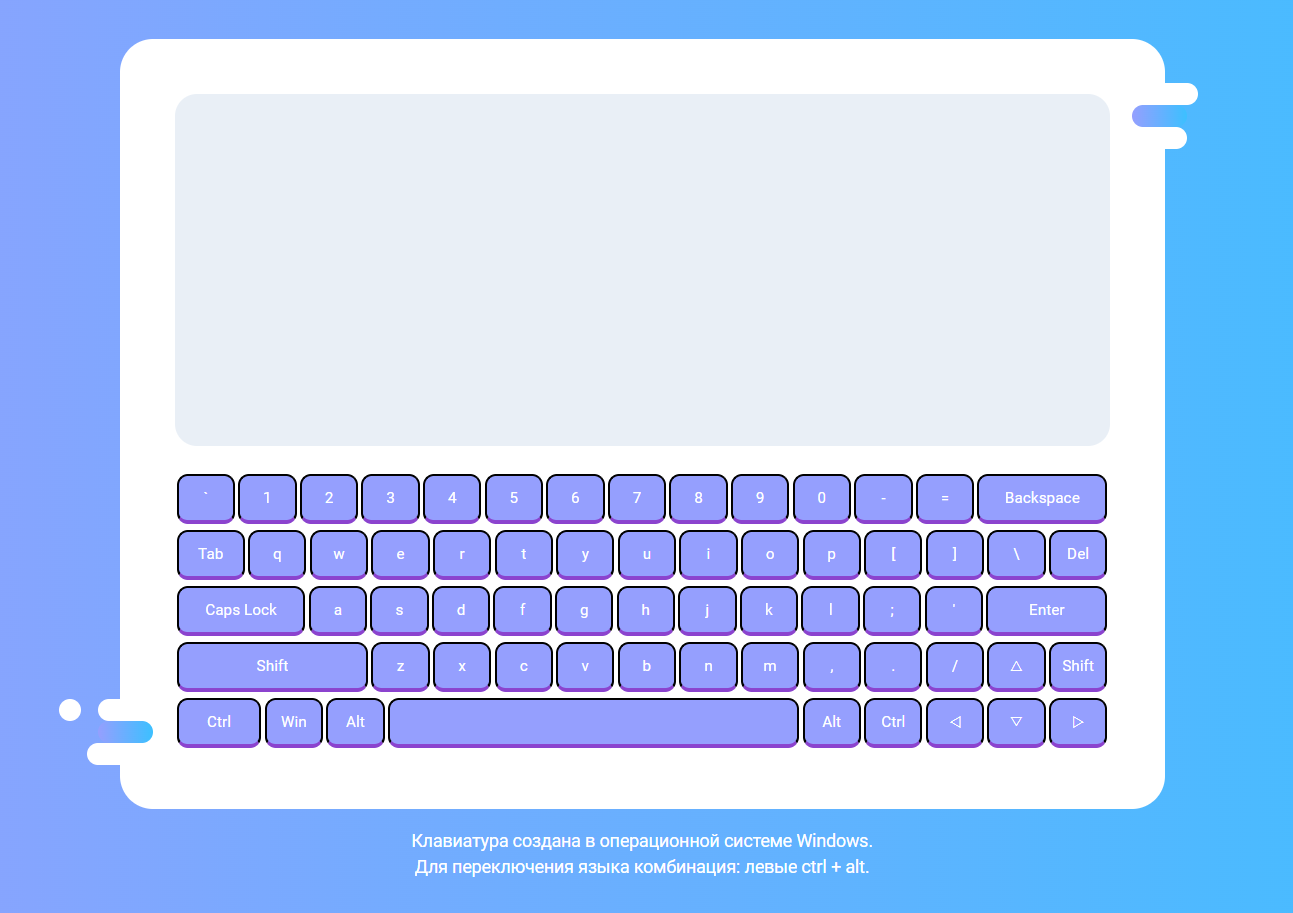 ` 1 2 3 4 5 6 7 8 9 0 - = Backspace
Tab q w e r t y u i o p [ ] \ Del
Caps Lock a s d f g h j k l ; ' Enter
Shift z x c v b n m , . / △ Shift
Ctrl Win Alt Alt Ctrl ◁ ▽ ▷
Клавиатура создана в операционной системе Windows.
Для переключения языка комбинация: левые ctrl + alt.